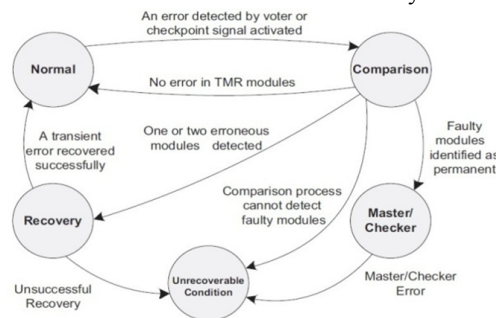 An error detected by voter or
checkpoint signal activated
Normal
Comparison
No error in TMR modules
A transient
error recovered
successfully
One or two erroneous
modules detected
Faulty
modules
identified as
permanent
Comparison process
cannot detect
faulty modules
Recovery
Master/
Checker
Unrecoverable
Condition
Unsuccessful
Recovery
Master/Checker
Error